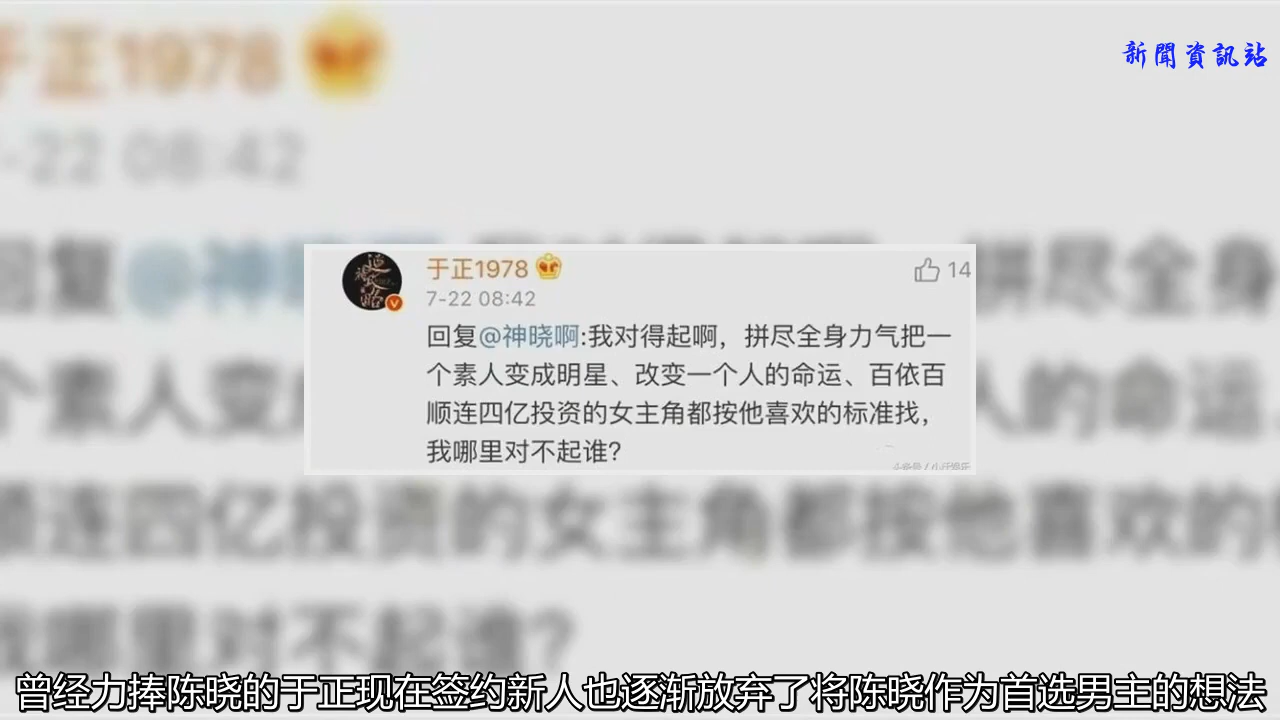 新聞資訊站
于正1978
7-22 08:42
14
回复@神晓啊:我对得起啊，拼尽全身力气把一
个素人变成明星、改变一个人的命运、百依百
顺连四亿投资的女主角都按他喜欢的标准找，
我哪里对不起谁?
曾经力捧陈晓的于正现在签约新人也逐渐放弃了将陈晓作为首选男主的想法